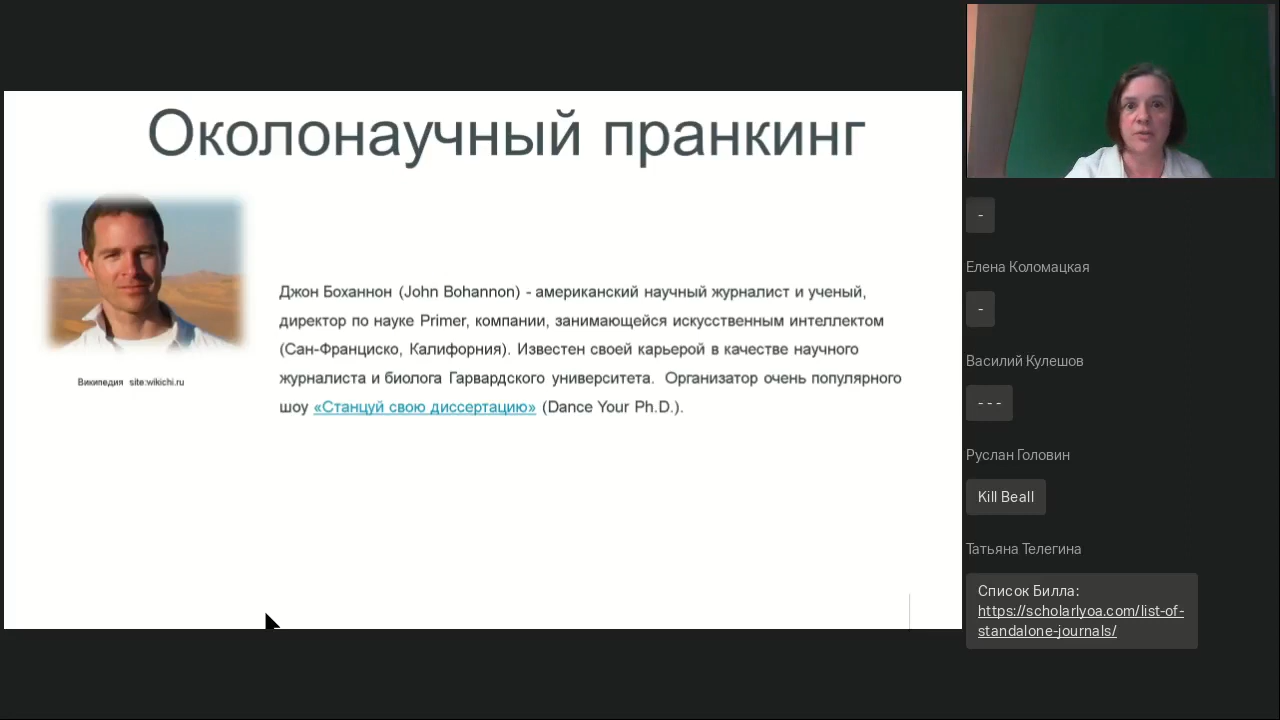 Околонаучный пранкинг
Джон Боханнон (John Bohannon) - американский научный журналист и ученый,
директор по науке Primer, компании, занимающейся искусственным интеллектом
(Сан-Франциско, Калифорния). Известен своей карьерой в качестве научного
журналиста и биолога Гарвардского университета. Организатор очень популярного
шоу «Станцуй свою диссертацию» (Dance Your Ph.D.).
Википедия site:wikichi.ru
-
Елена Коломацкая
-
Василий Кулешов
- - -
Руслан Головин
Kill Beall
Татьяна Телегина
Список Билла:
https://scholarlyoa.com/list-of-
standalone-journals/